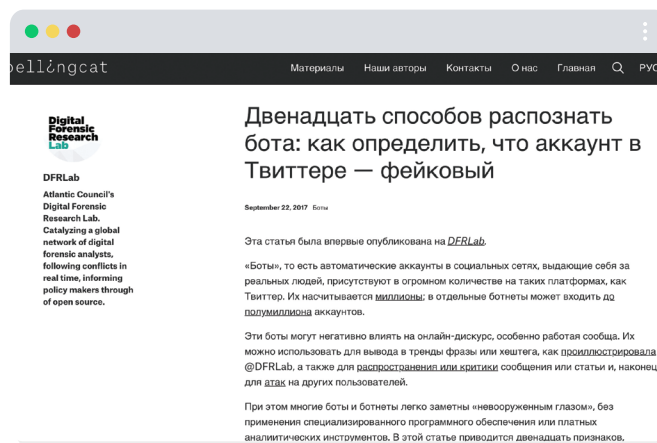 bellingcat
Материалы Наши авторы Контакты О нас Главная РУС
Digital
Forensic
Research
Lab
DFRLab
Atlantic Council's
Digital Forensic
Research Lab.
Catalyzing a global
network of digital
forensic analysts,
following conflicts in
real time, informing
policy makers through
of open source.
Двенадцать способов распознать
бота: как определить, что аккаунт в
Твиттере — фейковый
September 22, 2017 Боты
Эта статья была впервые опубликована на DFRLab.
«Боты», то есть автоматические аккаунты в социальных сетях, выдающие себя за
реальных людей, присутствуют в огромном количестве на таких платформах, как
Твиттер. Их насчитывается миллионы; в отдельные ботнеты может входить до
полумиллиона аккаунтов.
Эти боты могут негативно влиять на онлайн-дискурс, особенно работая сообща. Их
можно использовать для вывода в тренды фразы или хештега, как проиллюстрировала
@DFRLab, а также для распространения или критики сообщения или статьи и, наконец
для атак на других пользователей.
При этом многие боты и ботнеты легко заметны «невооруженным глазом», без
применения специализированного программного обеспечения или платных
аналитических инструментов. В этой статье приводится двенадцать признаков,